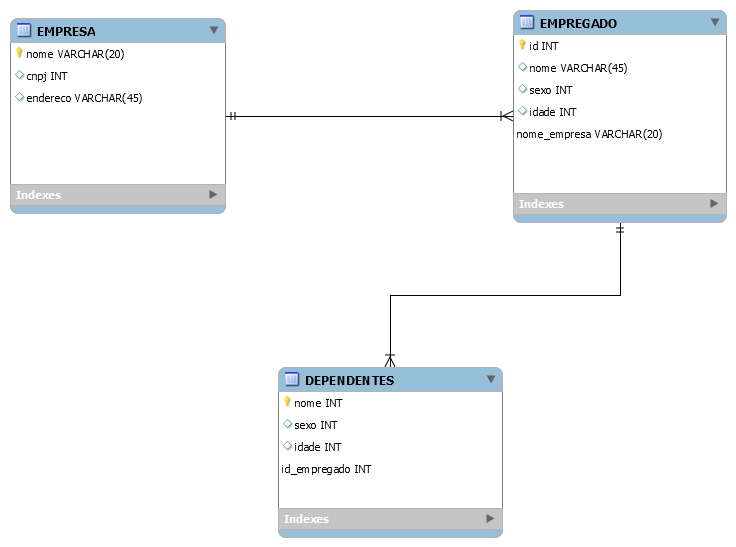 EMPRESA
nome VARCHAR(20)
cnpj INT
endereco VARCHAR(45)
Indexes
EMPREGADO
id INT
nome VARCHAR(45)
sexo INT
idade INT
nome_empresa VARCHAR(20)
Indexes
DEPENDENTES
nome INT
sexo INT
idade INT
id_empregado INT
Indexes